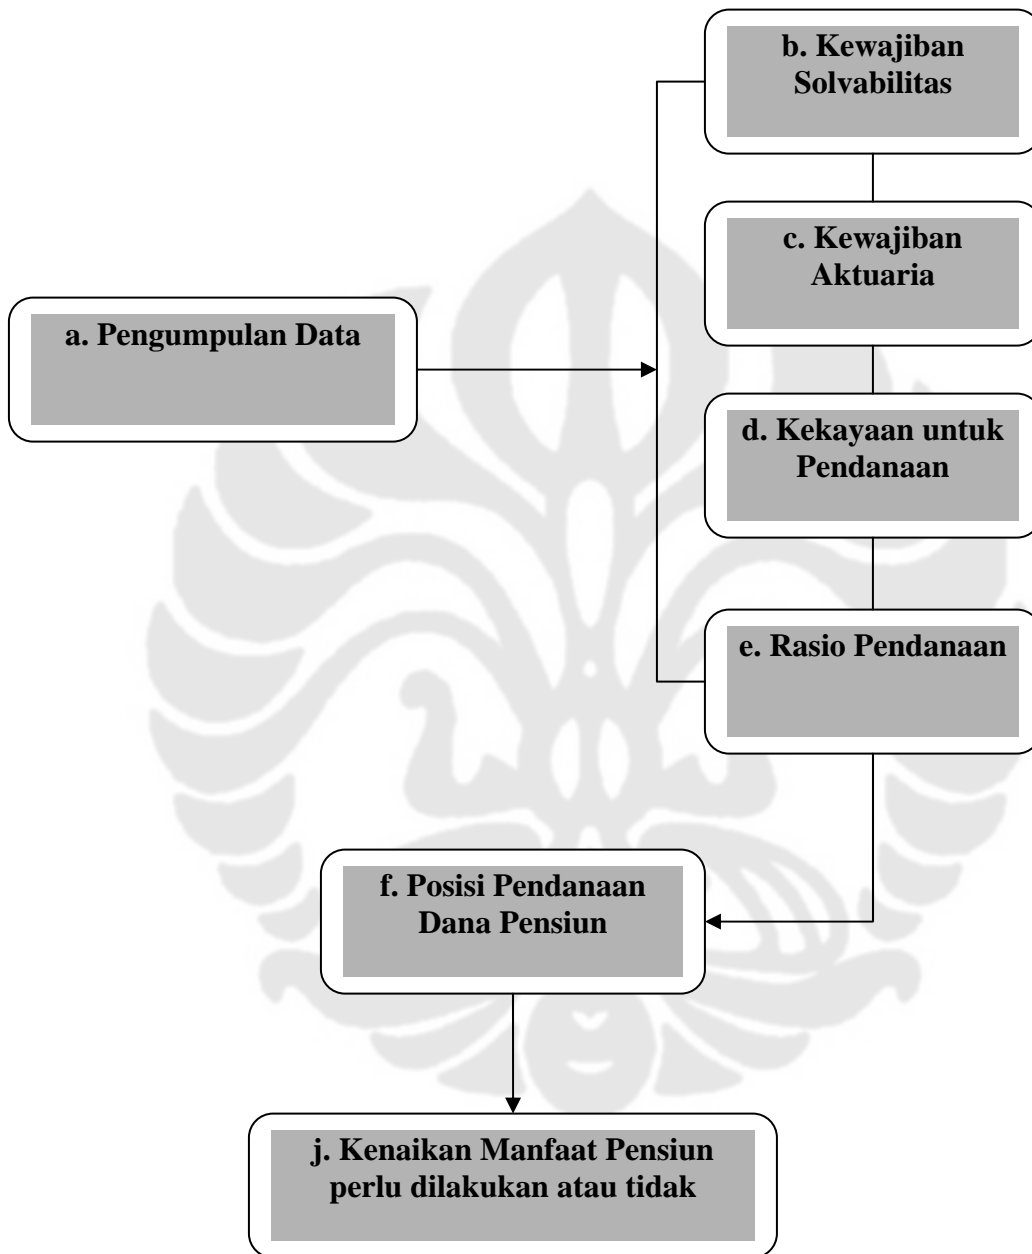 a. Pengumpulan Data
b. Kewajiban
Solvabilitas
c. Kewajiban
Aktuaria
d. Kekayaan untuk
Pendanaan
e. Rasio Pendanaan
f. Posisi Pendanaan
Dana Pensiun
j. Kenaikan Manfaat Pensiun
perlu dilakukan atau tidak